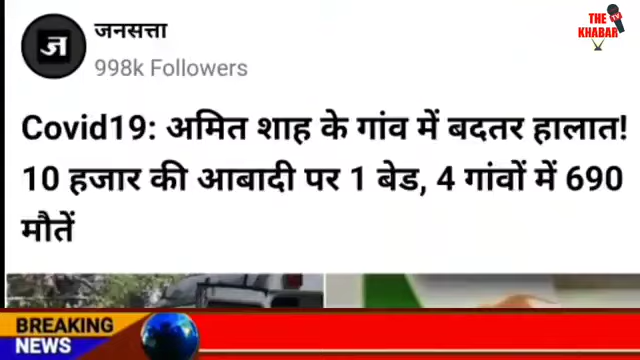 जनसत्ता
998k Followers
THE
KHABAR
Covid19: अमित शाह के गांव में बदतर हालात!
10 हजार की आबादी पर 1 बेड, 4 गांवों में 690
मौतें
BREAKING
NEWS